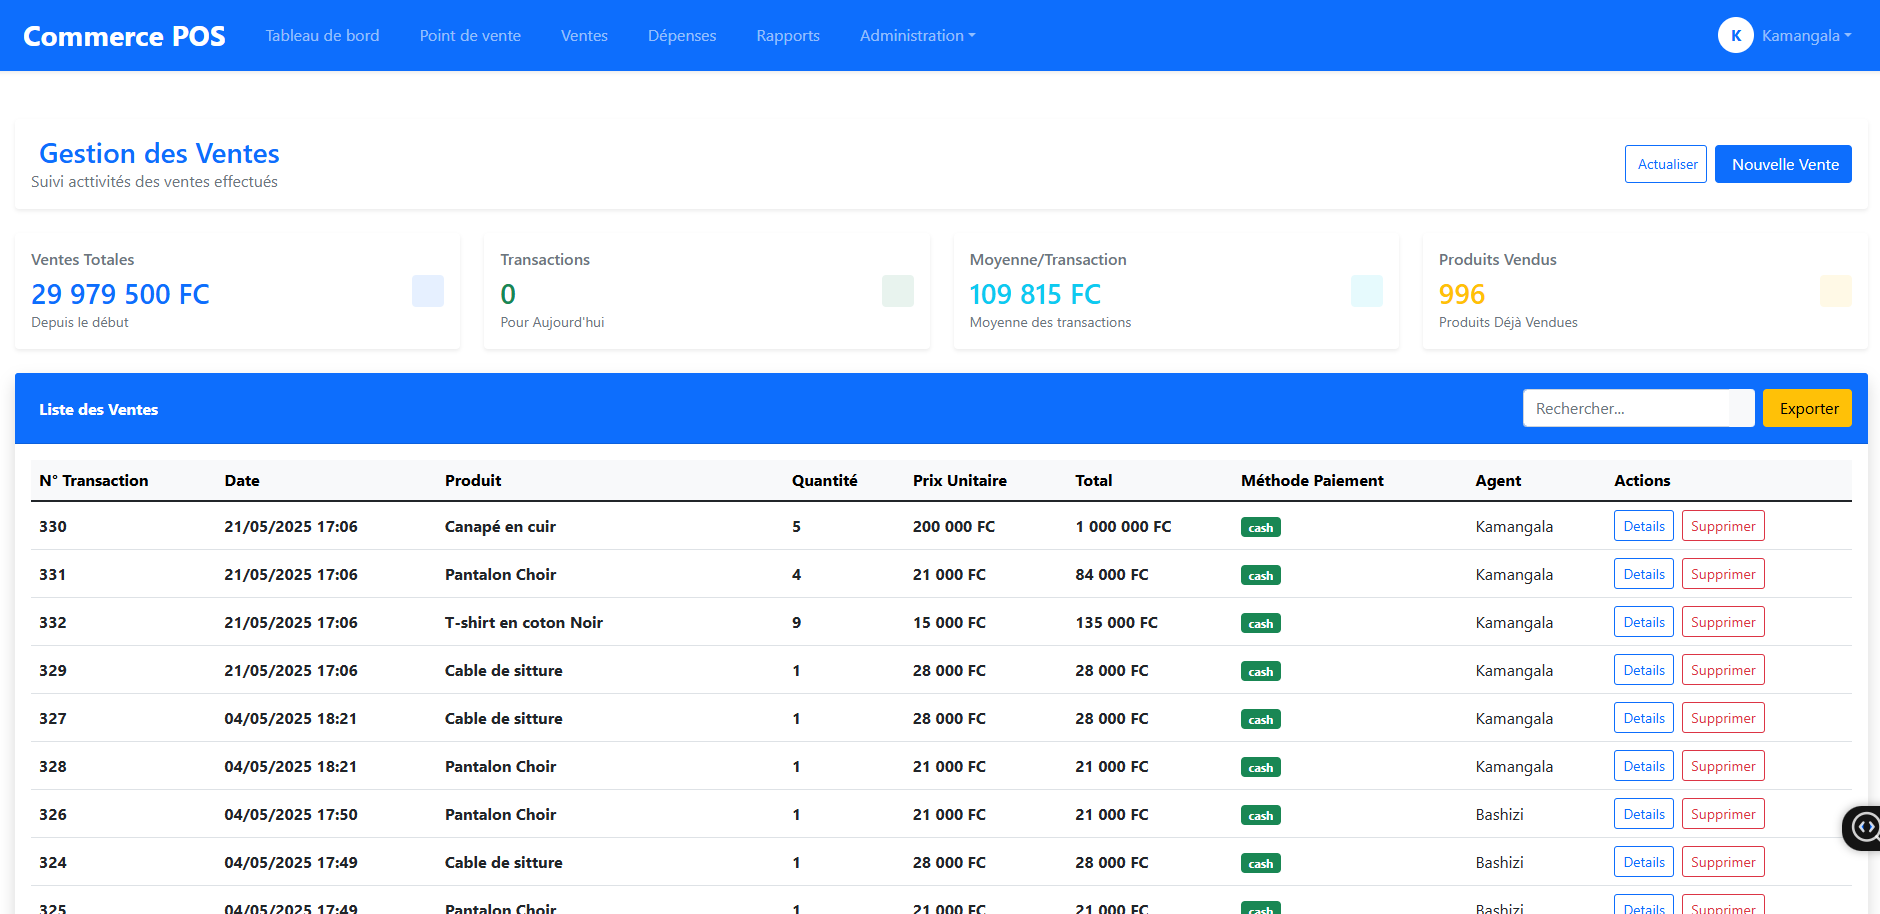 Commerce POS Tableau de bord Point de vente Ventes Dépenses Rapports Administration K Kamangala
Gestion des Ventes
Suivi acttivités des ventes effectués
Actualiser Nouvelle Vente
Ventes Totales
29 979 500 FC
Depuis le début
Transactions
0
Pour Aujourd'hui
Moyenne/Transaction
109 815 FC
Moyenne des transactions
Produits Vendus
996
Produits Déjà Vendues
Liste des Ventes Rechercher... Exporter
N° Transaction Date Produit Quantité Prix Unitaire Total Méthode Paiement Agent Actions
330 21/05/2025 17:06 Canapé en cuir 5 200 000 FC 1 000 000 FC cash Kamangala Details Supprimer
331 21/05/2025 17:06 Pantalon Choir 4 21 000 FC 84 000 FC cash Kamangala Details Supprimer
332 21/05/2025 17:06 T-shirt en coton Noir 9 15 000 FC 135 000 FC cash Kamangala Details Supprimer
329 21/05/2025 17:06 Cable de sitture 1 28 000 FC 28 000 FC cash Kamangala Details Supprimer
327 04/05/2025 18:21 Cable de sitture 1 28 000 FC 28 000 FC cash Kamangala Details Supprimer
328 04/05/2025 18:21 Pantalon Choir 1 21 000 FC 21 000 FC cash Kamangala Details Supprimer
326 04/05/2025 17:50 Pantalon Choir 1 21 000 FC 21 000 FC cash Bashizi Details Supprimer
324 04/05/2025 17:49 Cable de sitture 1 28 000 FC 28 000 FC cash Bashizi Details Supprimer
325 04/05/2025 17:49 Pantalon Choir 1 21 000 FC 21 000 FC cash Bashizi Details Supprimer